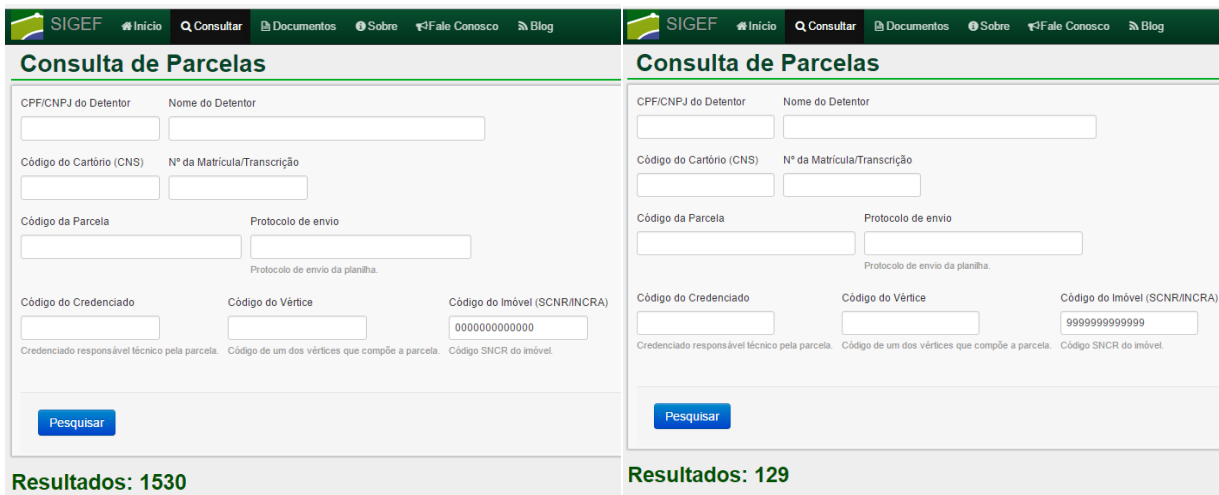 SIGEF Início Consultar Documentos Sobre Fale Conosco Blog
Consulta de Parcelas
CPF/CNPJ do Detentor Nome do Detentor
Código do Cartório (CNS) Nº da Matrícula/Transcrição
Código da Parcela Protocolo de envio
Protocolo de envio da planilha.
Código do Credenciado Código do Vértice Código do Imóvel (SCNR/INCRA)
0000000000000
Credenciado responsável técnico pela parcela. Código de um dos vértices que compõe a parcela. Código SNCR do imóvel.
Pesquisar
Resultados: 1530
SIGEF Início Consultar Documentos Sobre Fale Conosco Blog
Consulta de Parcelas
CPF/CNPJ do Detentor Nome do Detentor
Código do Cartório (CNS) Nº da Matrícula/Transcrição
Código da Parcela Protocolo de envio
Protocolo de envio da planilha.
Código do Credenciado Código do Vértice Código do Imóvel (SCNR/INCRA)
9999999999999
Credenciado responsável técnico pela parcela. Código de um dos vértices que compõe a parcela. Código SNCR do imóvel.
Pesquisar
Resultados: 129